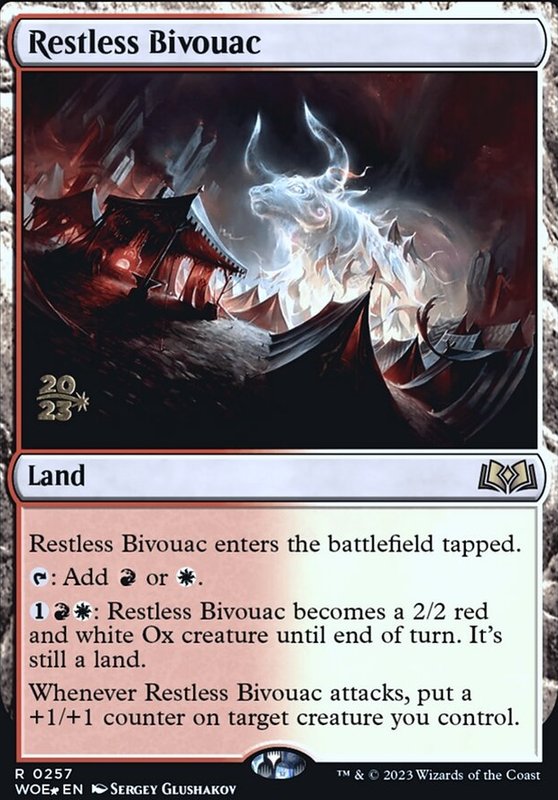 Restless Bivouac
20
23
Land
Restless Bivouac enters the battlefield tapped.
: Add or .
1 : Restless Bivouac becomes a 2/2 red
and white Ox creature until end of turn. It's
still a land.
Whenever Restless Bivouac attacks, put a
+1/+1 counter on target creature you control.
R 0257
WOE★EN Sergey Glushakov
™ & © 2023 Wizards of the Coast